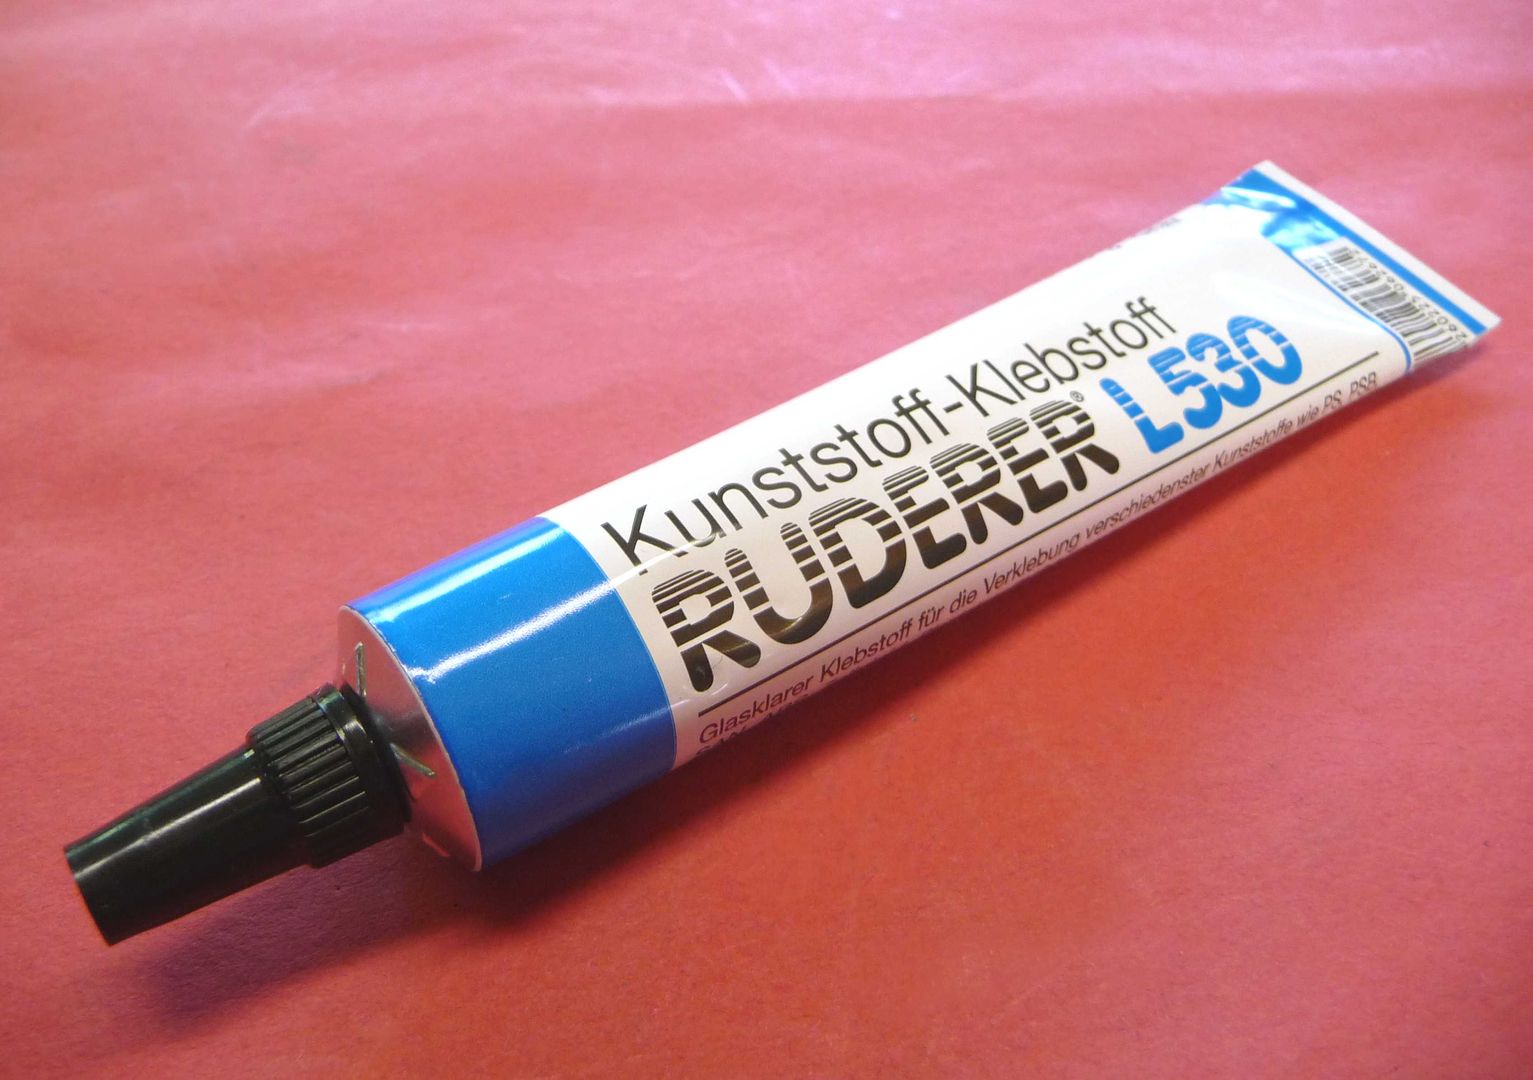 Kunststoff-Klebstoff
RUDERER® L530
Glasklarer Klebstoff für die Verklebung verschiedenster Kunststoffe wie PS, PSB,